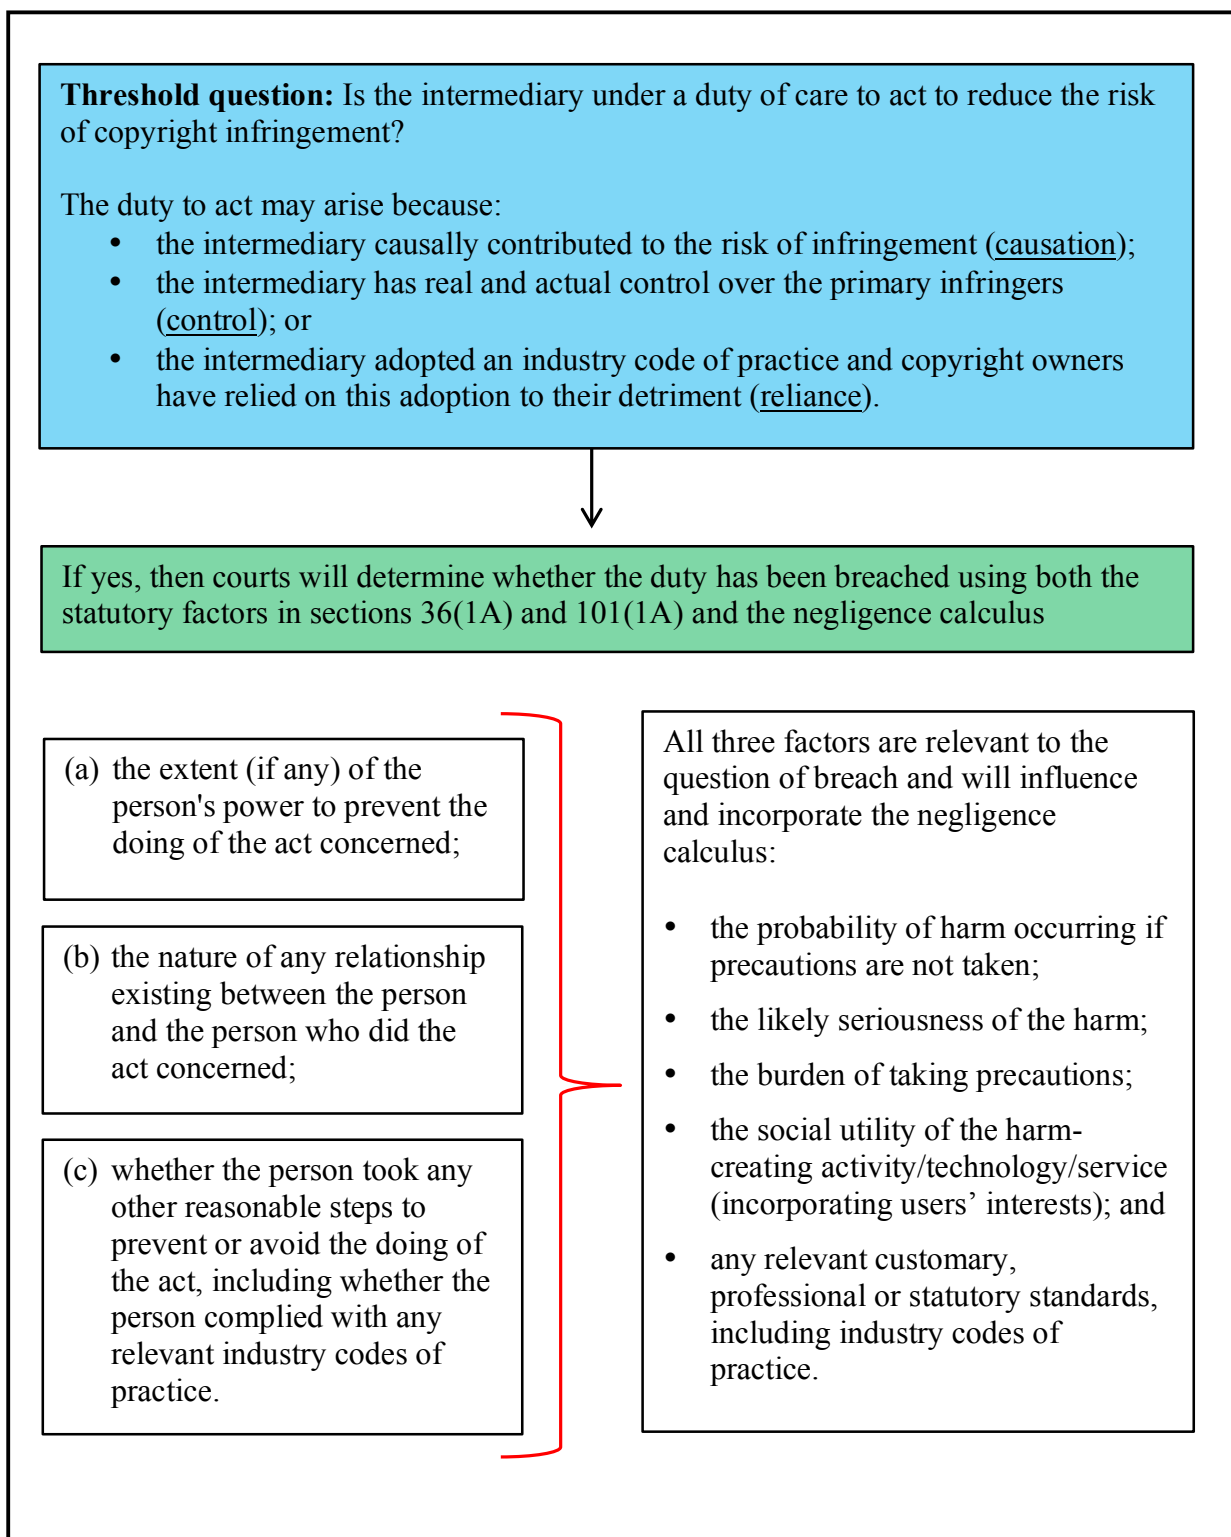 Threshold question: Is the intermediary under a duty of care to act to reduce the risk
of copyright infringement?
The duty to act may arise because:
• the intermediary causally contributed to the risk of infringement (causation);
• the intermediary has real and actual control over the primary infringers
(control); or
• the intermediary adopted an industry code of practice and copyright owners
have relied on this adoption to their detriment (reliance).
If yes, then courts will determine whether the duty has been breached using both the
statutory factors in sections 36(1A) and 101(1A) and the negligence calculus
(a) the extent (if any) of the
person's power to prevent the
doing of the act concerned;
(b) the nature of any relationship
existing between the person
and the person who did the
act concerned;
(c) whether the person took any
other reasonable steps to
prevent or avoid the doing of
the act, including whether the
person complied with any
relevant industry codes of
practice.
All three factors are relevant to the
question of breach and will influence
and incorporate the negligence
calculus:
• the probability of harm occurring if
precautions are not taken;
• the likely seriousness of the harm;
• the burden of taking precautions;
• the social utility of the harm-
creating activity/technology/service
(incorporating users’ interests); and
• any relevant customary,
professional or statutory standards,
including industry codes of
practice.